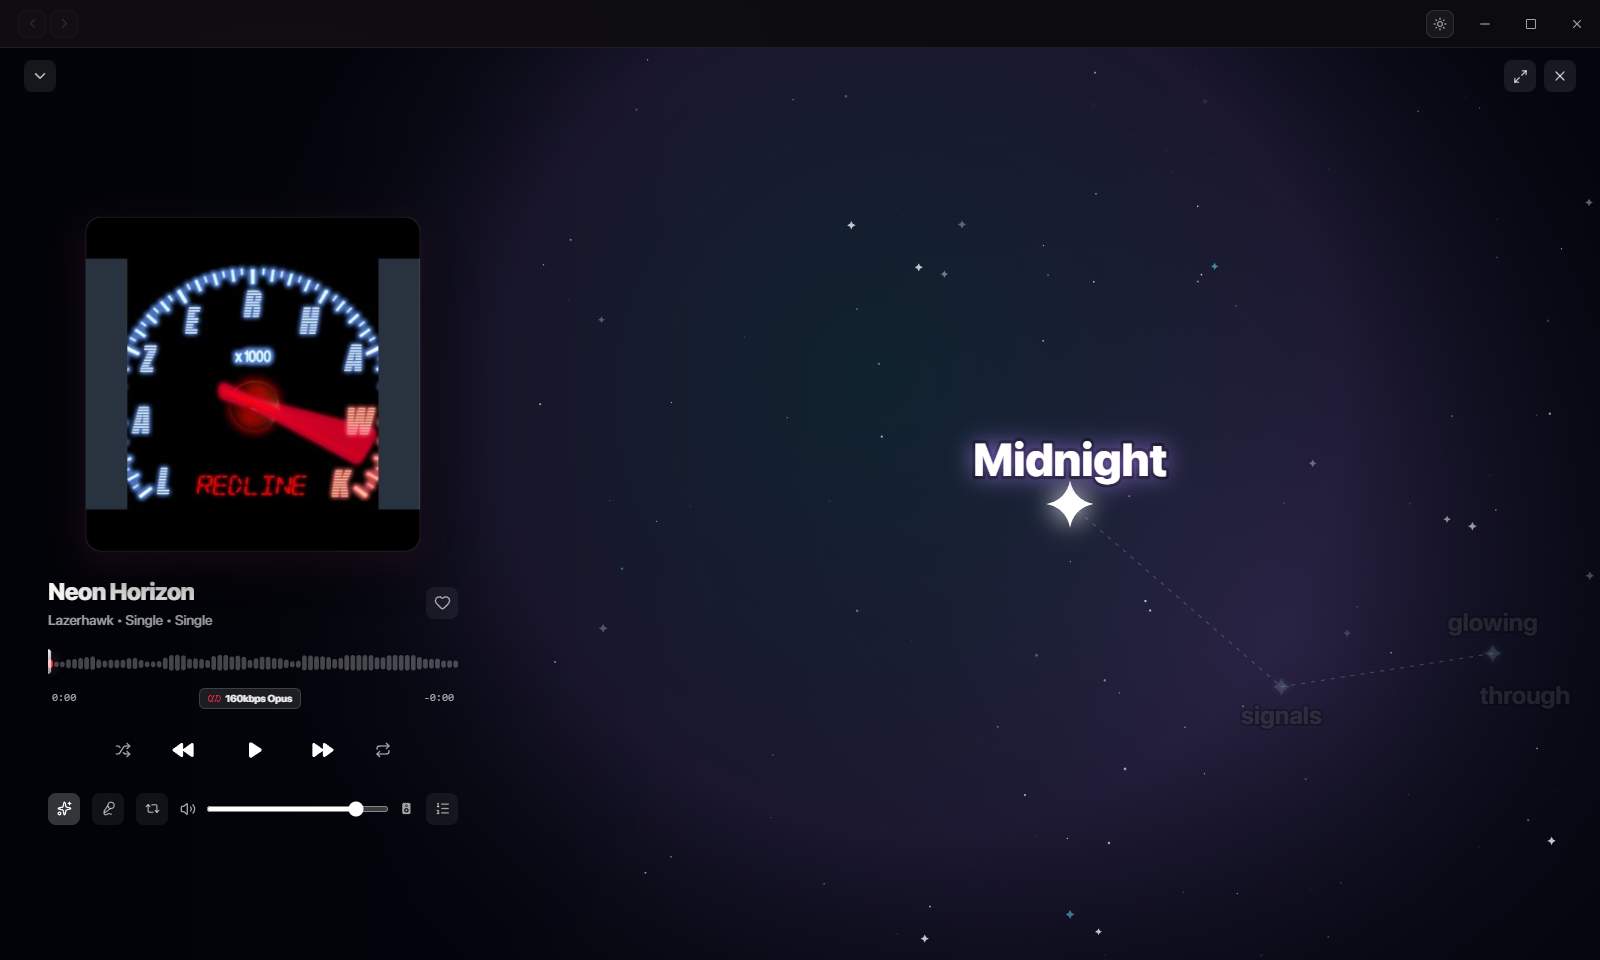 L A Z E R H A W K
x1000
REDLINE
Neon Horizon
Lazerhawk • Single • Single
0:00
160kbps Opus
-0:00
Midnight
signals
glowing
through